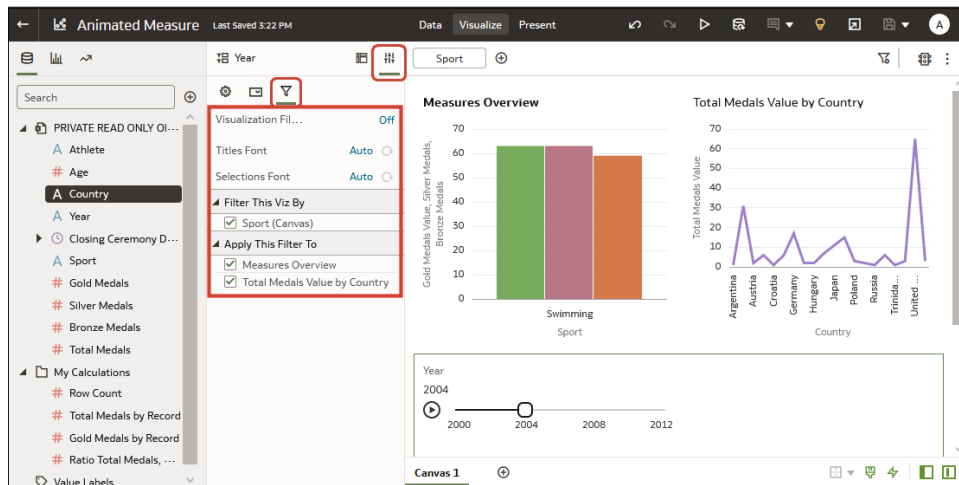 Animated Measure Last Saved 3:22 PM Data Visualize Present A
Year Sport
Search
PRIVATE READ ONLY Ol···
A Athlete
# Age
A Country
A Year
Closing Ceremony D···
A Sport
# Gold Medals
# Silver Medals
# Bronze Medals
# Total Medals
My Calculations
# Row Count
# Total Medals by Record
# Gold Medals by Record
# Ratio Total Medals, ···
Value Labels
Visualization Fil... Off
Titles Font Auto
Selections Font Auto
Filter This Viz By
Sport (Canvas)
Apply This Filter To
Measures Overview
Total Medals Value by Country
Measures Overview
Gold Medals Value, Silver Medals,
Bronze Medals
70
60
50
40
30
20
10
0
Swimming
Sport
Total Medals Value by Country
Total Medals Value
70
60
50
40
30
20
10
0
Argentina
Austria
Croatia
Germany
Hungary
Japan
Poland
Russia
Trinida...
United ...
Country
Year
2004
2000 2004 2008 2012
Canvas 1